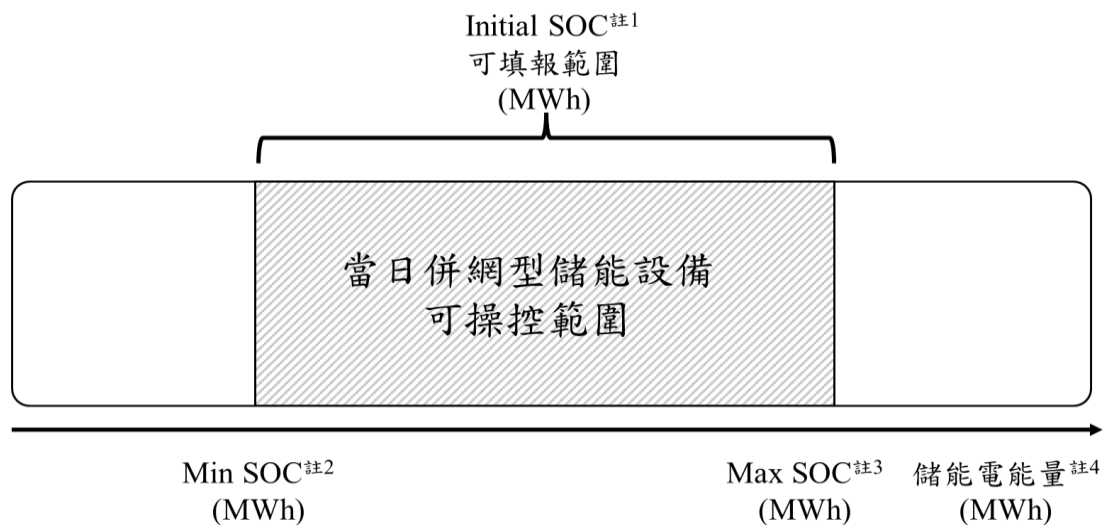 Initial SOC註1
可填報範圍
(MWh)
當日併網型儲能設備
可操控範圍
Min SOC註2
(MWh)
Max SOC註3
(MWh)
儲能電能量註4
(MWh)